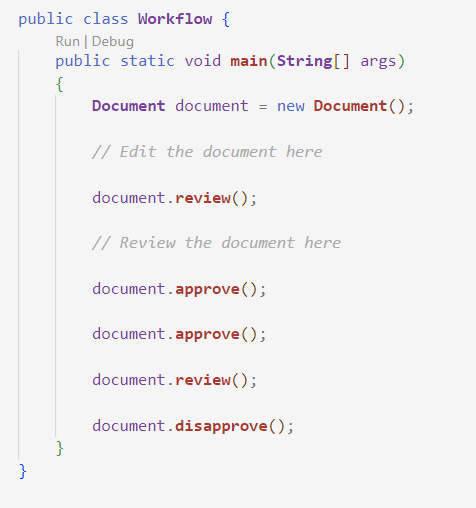 public class Workflow {
Run | Debug
public static void main(String[] args)
{
Document document = new Document();
// Edit the document here
document.review();
// Review the document here
document.approve();
document.approve();
document.review();
document.disapprove();
}
}